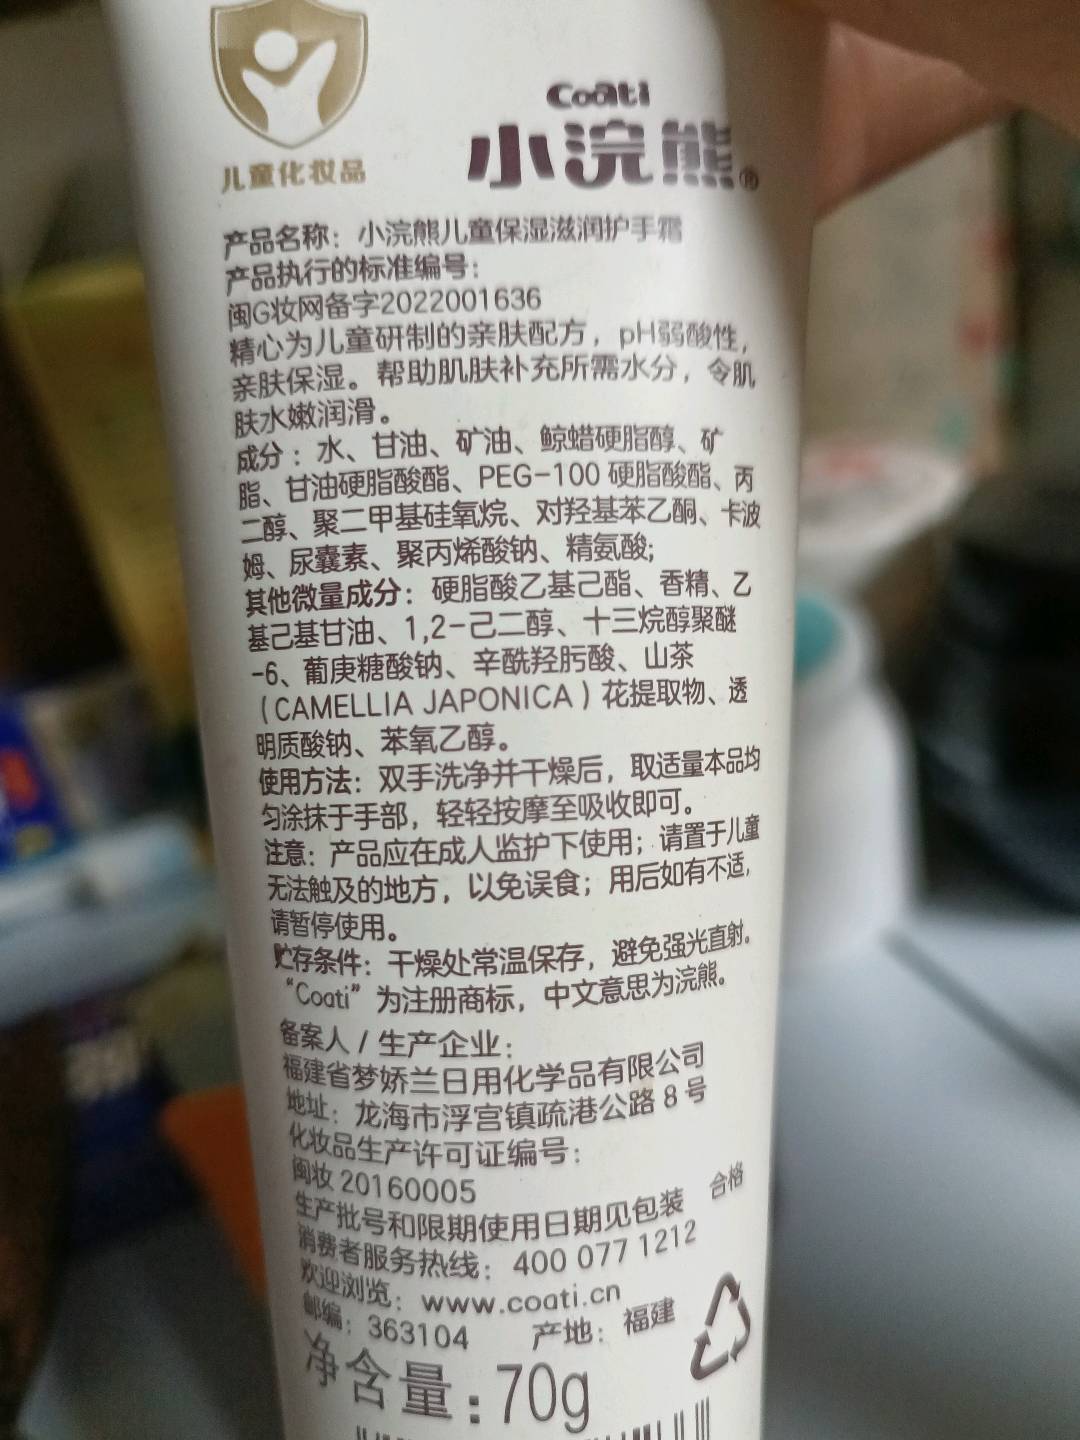 儿童化妆品
Coati
小浣熊®
产品名称：小浣熊儿童保湿滋润护手霜
产品执行的标准编号：
闽G妆网备字2022001636
精心为儿童研制的亲肤配方，pH弱酸性，
亲肤保湿。帮助肌肤补充所需水分，令肌
肤水嫩润滑。
成分：水、甘油、矿油、鲸蜡硬脂醇、矿
脂、甘油硬脂酸酯、PEG-100 硬脂酸酯、丙
二醇、聚二甲基硅氧烷、对羟基苯乙酮、卡波
姆、尿囊素、聚丙烯酸钠、精氨酸;
其他微量成分：硬脂酸乙基己酯、香精、乙
基己基甘油、1,2-己二醇、十三烷醇聚醚
-6、葡庚糖酸钠、辛酰羟肟酸、山茶
(CAMELLIA JAPONICA) 花提取物、透
明质酸钠、苯氧乙醇。
使用方法：双手洗净并干燥后，取适量本品均
匀涂抹于手部，轻轻按摩至吸收即可。
注意：产品应在成人监护下使用；请置于儿童
无法触及的地方，以免误食；用后如有不适，
请暂停使用。
贮存条件：干燥处常温保存，避免强光直射。
“Coati”为注册商标，中文意思为浣熊。
备案人 / 生产企业：
福建省梦娇兰日用化学品有限公司
地址：龙海市浮宫镇疏港公路 8 号
化妆品生产许可证编号：
闽妆 20160005
生产批号和限期使用日期见包装 合格
消费者服务热线：400 077 1212
欢迎浏览：www.coati.cn
邮编：363104 产地：福建
净含量：70g